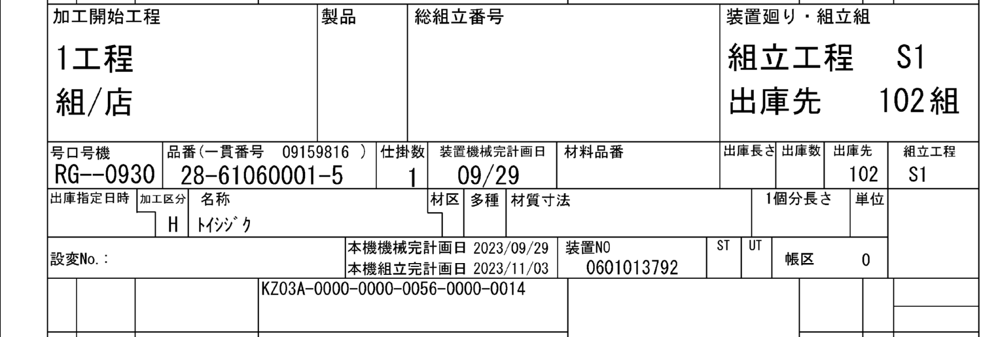 加工開始工程 製品 総組立番号 装置廻り・組立組
1工程 組立工程 S1
組/店 出庫先 102組
号口号機 品番(一貫番号 09159816 ) 仕掛数 装置機械完計画日 材料品番 出庫長さ 出庫数 出庫先 組立工程
RG--0930 28-61060001-5 1 09/29 102 S1
出庫指定日時 加工区分 名称 材区 多種 材質寸法 1個分長さ 単位
H ﾄｲｼｼﾞｸ
設変No.: 本機機械完計画日 2023/09/29 装置NO ST UT 帳区 0
本機組立完計画日 2023/11/03 0601013792
KZ03A-0000-0000-0056-0000-0014